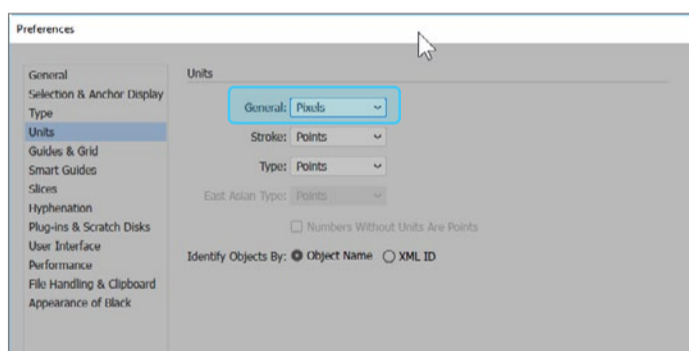 Preferences
General
Selection & Anchor Display
Type
Units
Guides & Grid
Smart Guides
Slices
Hyphenation
Plug-ins & Scratch Disks
User Interface
Performance
File Handling & Clipboard
Appearance of Black
Units
General: Pixels
Stroke: Points
Type: Points
East Asian Type: Points
Numbers Without Units Are Points
Identify Objects By: Object Name XML ID